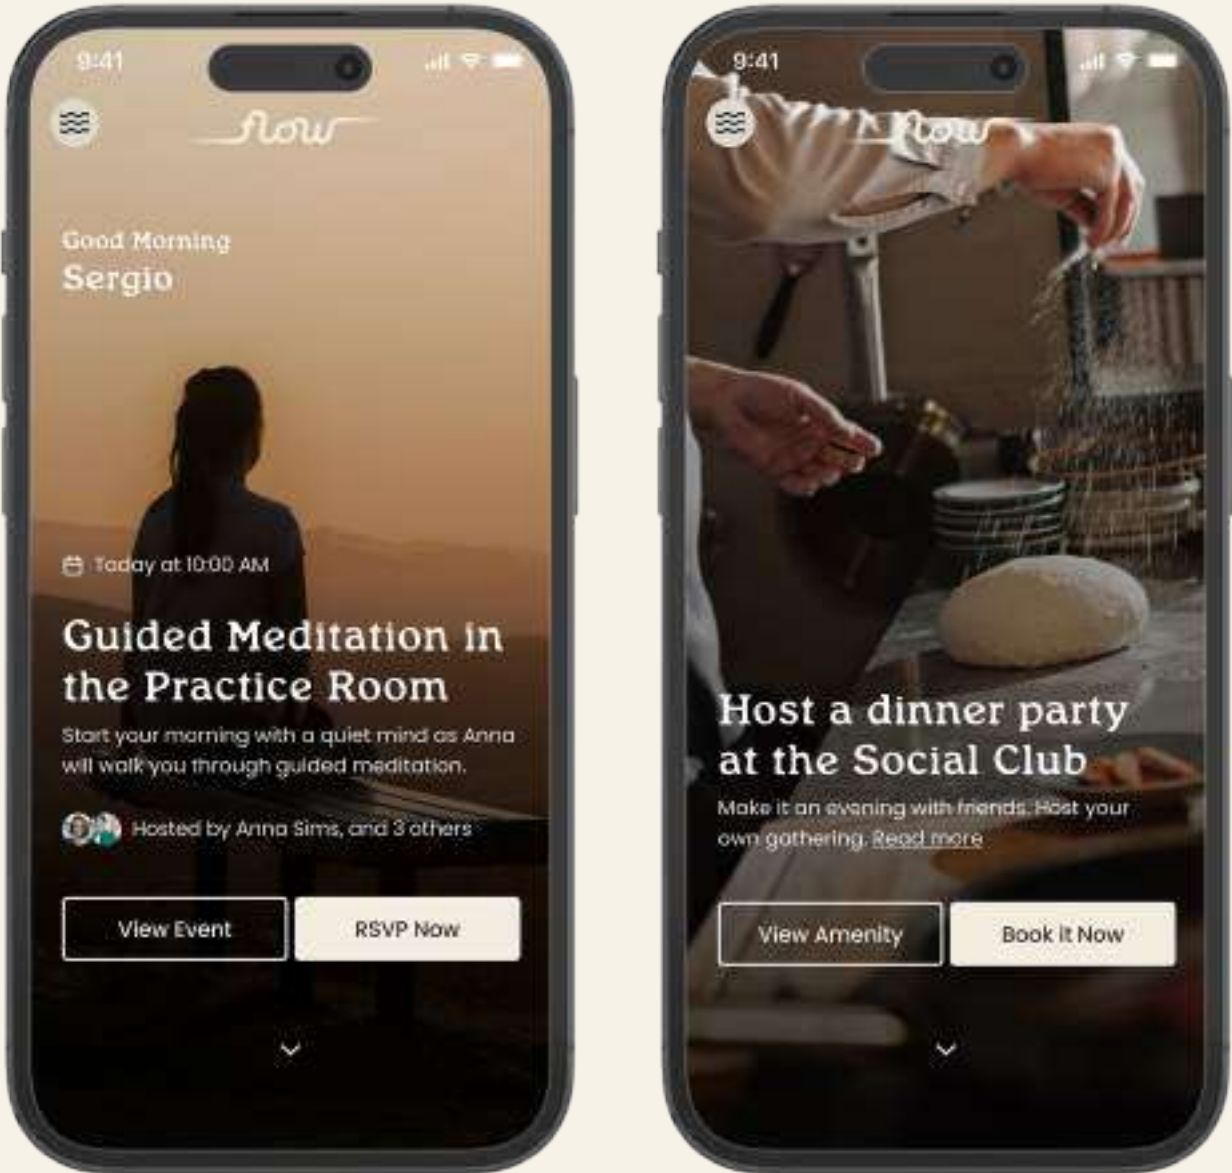 9:41
flow
Good Morning
Sergio
Today at 10:00 AM
Guided Meditation in
the Practice Room
Start your morning with a quiet mind as Anna
will walk you through guided meditation.
Hosted by Anna Sims, and 3 others
View Event
RSVP Now
9:41
flow
Host a dinner party
at the Social Club
Make it an evening with friends. Host your
own gathering. Read more
View Amenity
Book it Now